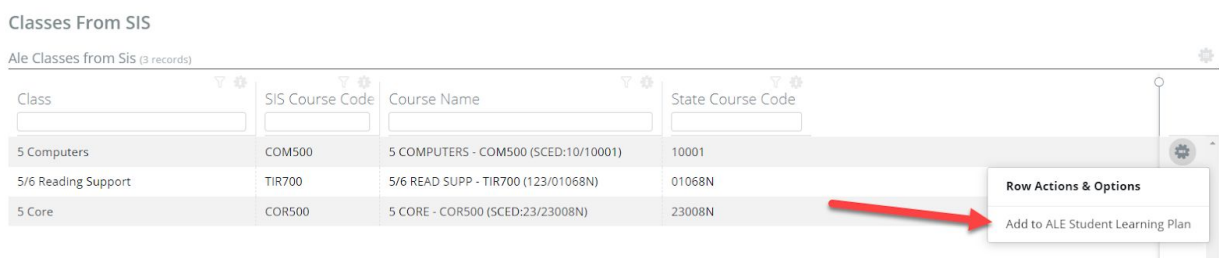 Classes From SIS
Ale Classes from Sis (3 records)
Class SIS Course Code Course Name State Course Code
5 Computers COM500 5 COMPUTERS - COM500 (SCED:10/10001) 10001
5/6 Reading Support TIR700 5/6 READ SUPP - TIR700 (123/01068N) 01068N
Row Actions & Options
5 Core COR500 5 CORE - COR500 (SCED:23/23008N) 23008N
Add to ALE Student Learning Plan